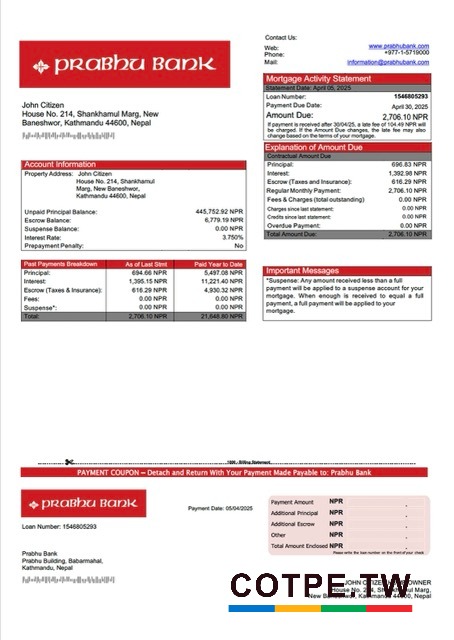 Contact Us:
Web: www.prabhubank.com
Phone: +977-1-5719000
Mail: information@prabhubank.com
PRABHU BANK
John Citizen
House No. 214, Shankhamul Marg, New
Baneshwor, Kathmandu 44600, Nepal
Mortgage Activity Statement
Statement Date: April 05, 2025
Loan Number: 1546805293
Payment Due Date: April 30, 2025
Amount Due: 2,706.10 NPR
If payment is received after 30/04/25, a late fee of 104.49 NPR will
be charged. If the Amount Due changes, the late fee may also
change based on the terms of your mortgage.
Explanation of Amount Due
Contractual Amount Due
Principal: 696.83 NPR
Interest: 1,392.98 NPR
Escrow (Taxes and Insurance): 616.29 NPR
Regular Monthly Payment: 2,706.10 NPR
Fees & Charges (total outstanding) 0.00 NPR
Charges since last statement: 0.00 NPR
Credits since last statement: 0.00 NPR
Overdue Payment: 0.00 NPR
Total Amount Due: 2,706.10 NPR
Account Information
Property Address: John Citizen
House No. 214, Shankhamul
Marg, New Baneshwor,
Kathmandu 44600, Nepal
Unpaid Principal Balance: 445,752.92 NPR
Escrow Balance: 6,779.19 NPR
Suspense Balance: 0.00 NPR
Interest Rate: 3.750%
Prepayment Penalty: No
Past Payments Breakdown As of Last Stmt Paid Year to Date
Principal: 694.66 NPR 5,497.08 NPR
Interest: 1,395.15 NPR 11,221.40 NPR
Escrow (Taxes & Insurance): 616.29 NPR 4,930.32 NPR
Fees: 0.00 NPR 0.00 NPR
Suspense*: 0.00 NPR 0.00 NPR
Total: 2,706.10 NPR 21,648.80 NPR
Important Messages
*Suspense: Any amount received less than a full
payment will be applied to a suspense account for your
mortgage. When enough is received to equal a full
payment, a full payment will be applied to your
mortgage.
Billing Statement
PAYMENT COUPON – Detach and Return With Your Payment Made Payable to: Prabhu Bank
PRABHU BANK
Payment Date: 05/04/2025
Loan Number: 1546805293
Payment Amount NPR
Additional Principal NPR
Additional Escrow NPR
Other NPR
Total Amount Enclosed NPR
Please write the loan number on the front of your check
Prabhu Bank
Prabhu Building, Babarmahal,
Kathmandu, Nepal
COTPE.TW